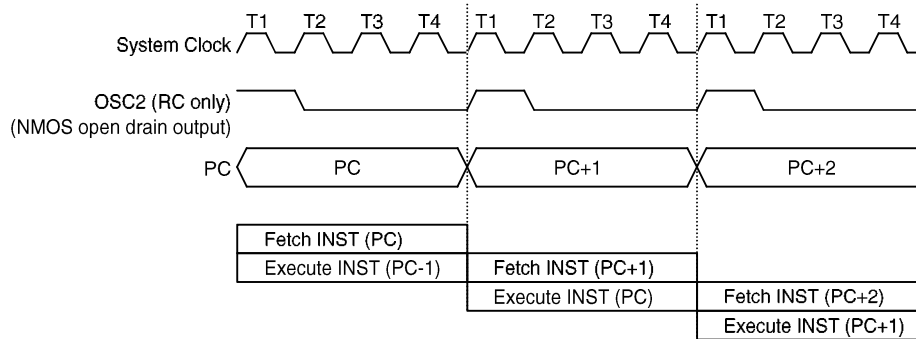 T1 T2 T3 T4 T1 T2 T3 T4 T1 T2 T3 T4
System Clock
OSC2 (RC only)
(NMOS open drain output)
PC PC PC+1 PC+2
Fetch INST (PC)
Execute INST (PC-1) Fetch INST (PC+1)
Execute INST (PC) Fetch INST (PC+2)
Execute INST (PC+1)